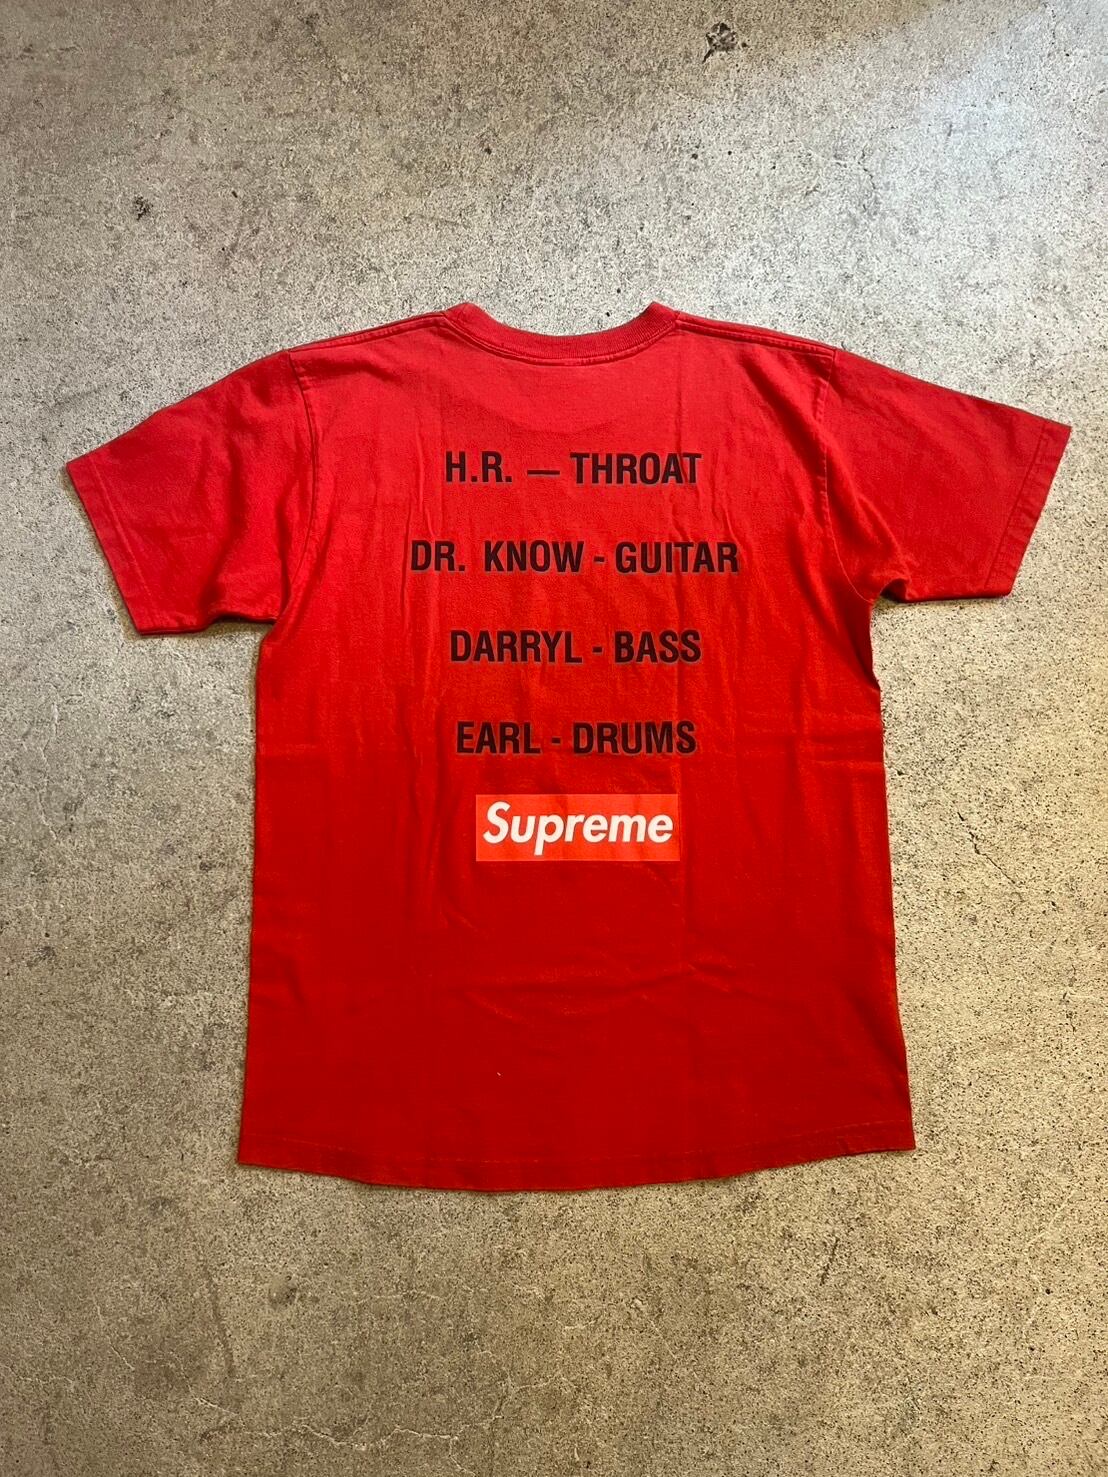 H.R. — THROAT
DR. KNOW - GUITAR
DARRYL - BASS
EARL - DRUMS
Supreme